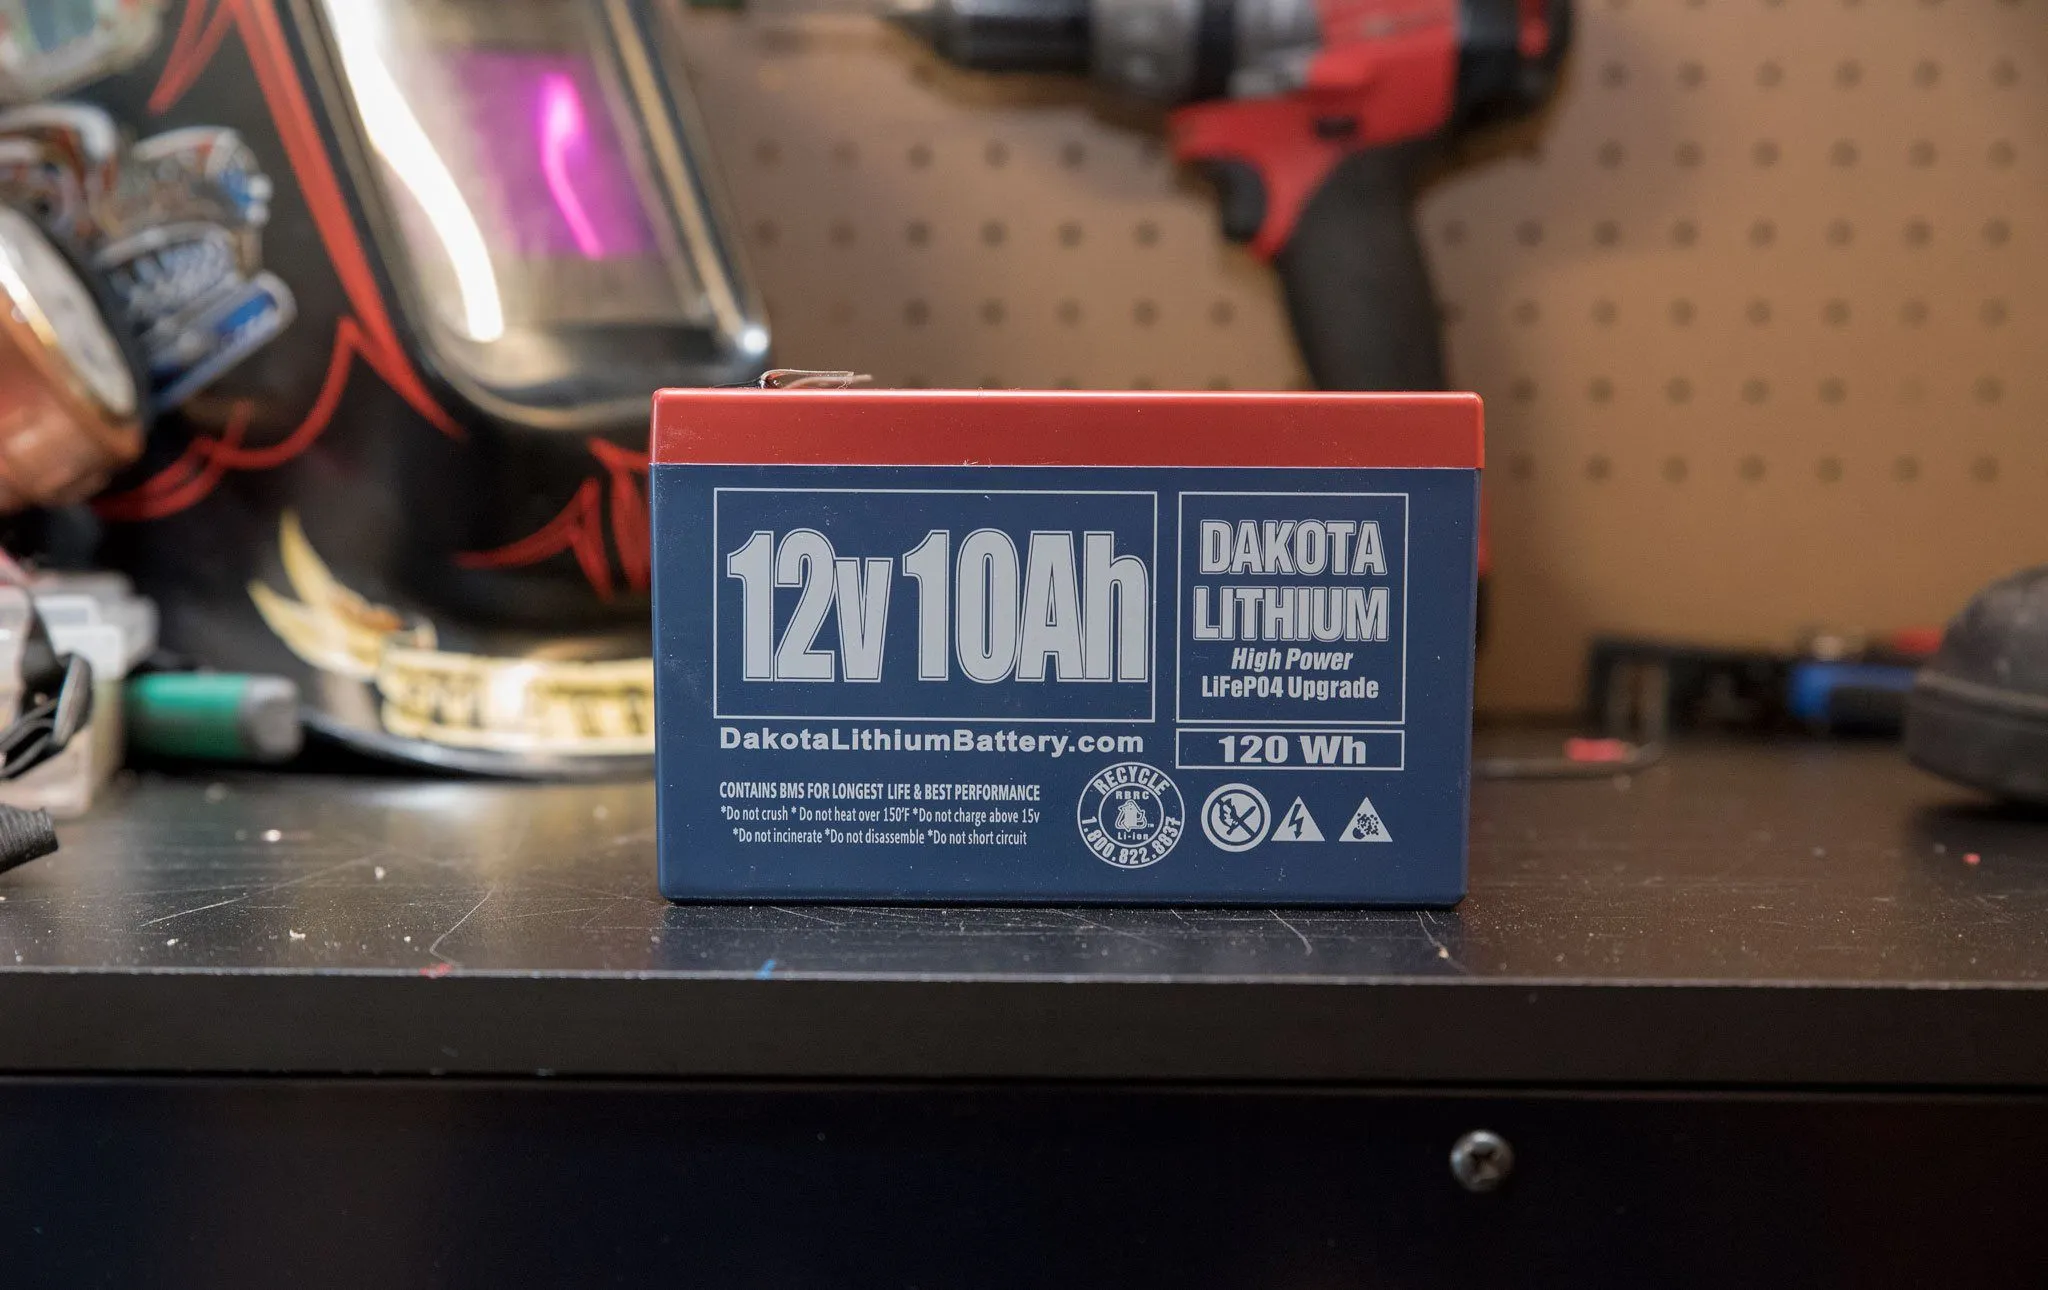 12v 10Ah
DAKOTA
LITHIUM
High Power
LiFePO4 Upgrade
DakotaLithiumBattery.com
120 Wh
CONTAINS BMS FOR LONGEST LIFE & BEST PERFORMANCE
*Do not crush * Do not heat over 150°F *Do not charge above 15v
*Do not incinerate *Do not disassemble *Do not short circuit
RECYCLE
RBRC
Li-ion
1.800.822.8837